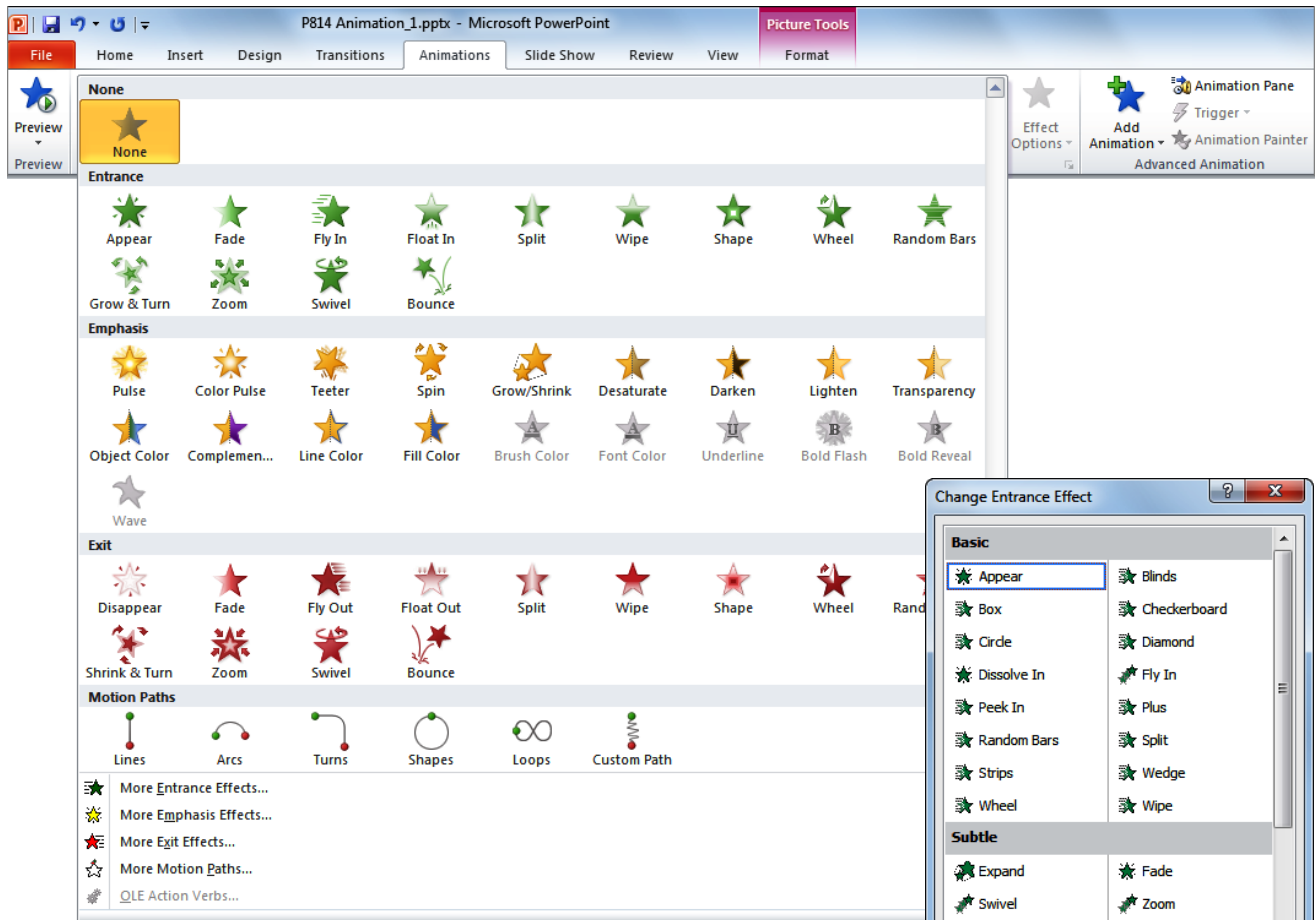 P814 Animation_1.pptx - Microsoft PowerPoint
Picture Tools
File Home Insert Design Transitions Animations Slide Show Review View Format
None
None
Entrance
Appear Fade Fly In Float In Split Wipe Shape Wheel Random Bars
Grow & Turn Zoom Swivel Bounce
Emphasis
Pulse Color Pulse Teeter Spin Grow/Shrink Desaturate Darken Lighten Transparency
Object Color Complemen... Line Color Fill Color Brush Color Font Color Underline Bold Flash Bold Reveal
Wave
Exit
Disappear Fade Fly Out Float Out Split Wipe Shape Wheel Rand
Shrink & Turn Zoom Swivel Bounce
Motion Paths
Lines Arcs Turns Shapes Loops Custom Path
More Entrance Effects...
More Emphasis Effects...
More Exit Effects...
More Motion Paths...
OLE Action Verbs...
Preview
Preview
Effect
Options
Add
Animation
Animation Pane
Trigger
Animation Painter
Advanced Animation
Change Entrance Effect
Basic
Appear Blinds
Box Checkerboard
Circle Diamond
Dissolve In Fly In
Peek In Plus
Random Bars Split
Strips Wedge
Wheel Wipe
Subtle
Expand Fade
Swivel Zoom